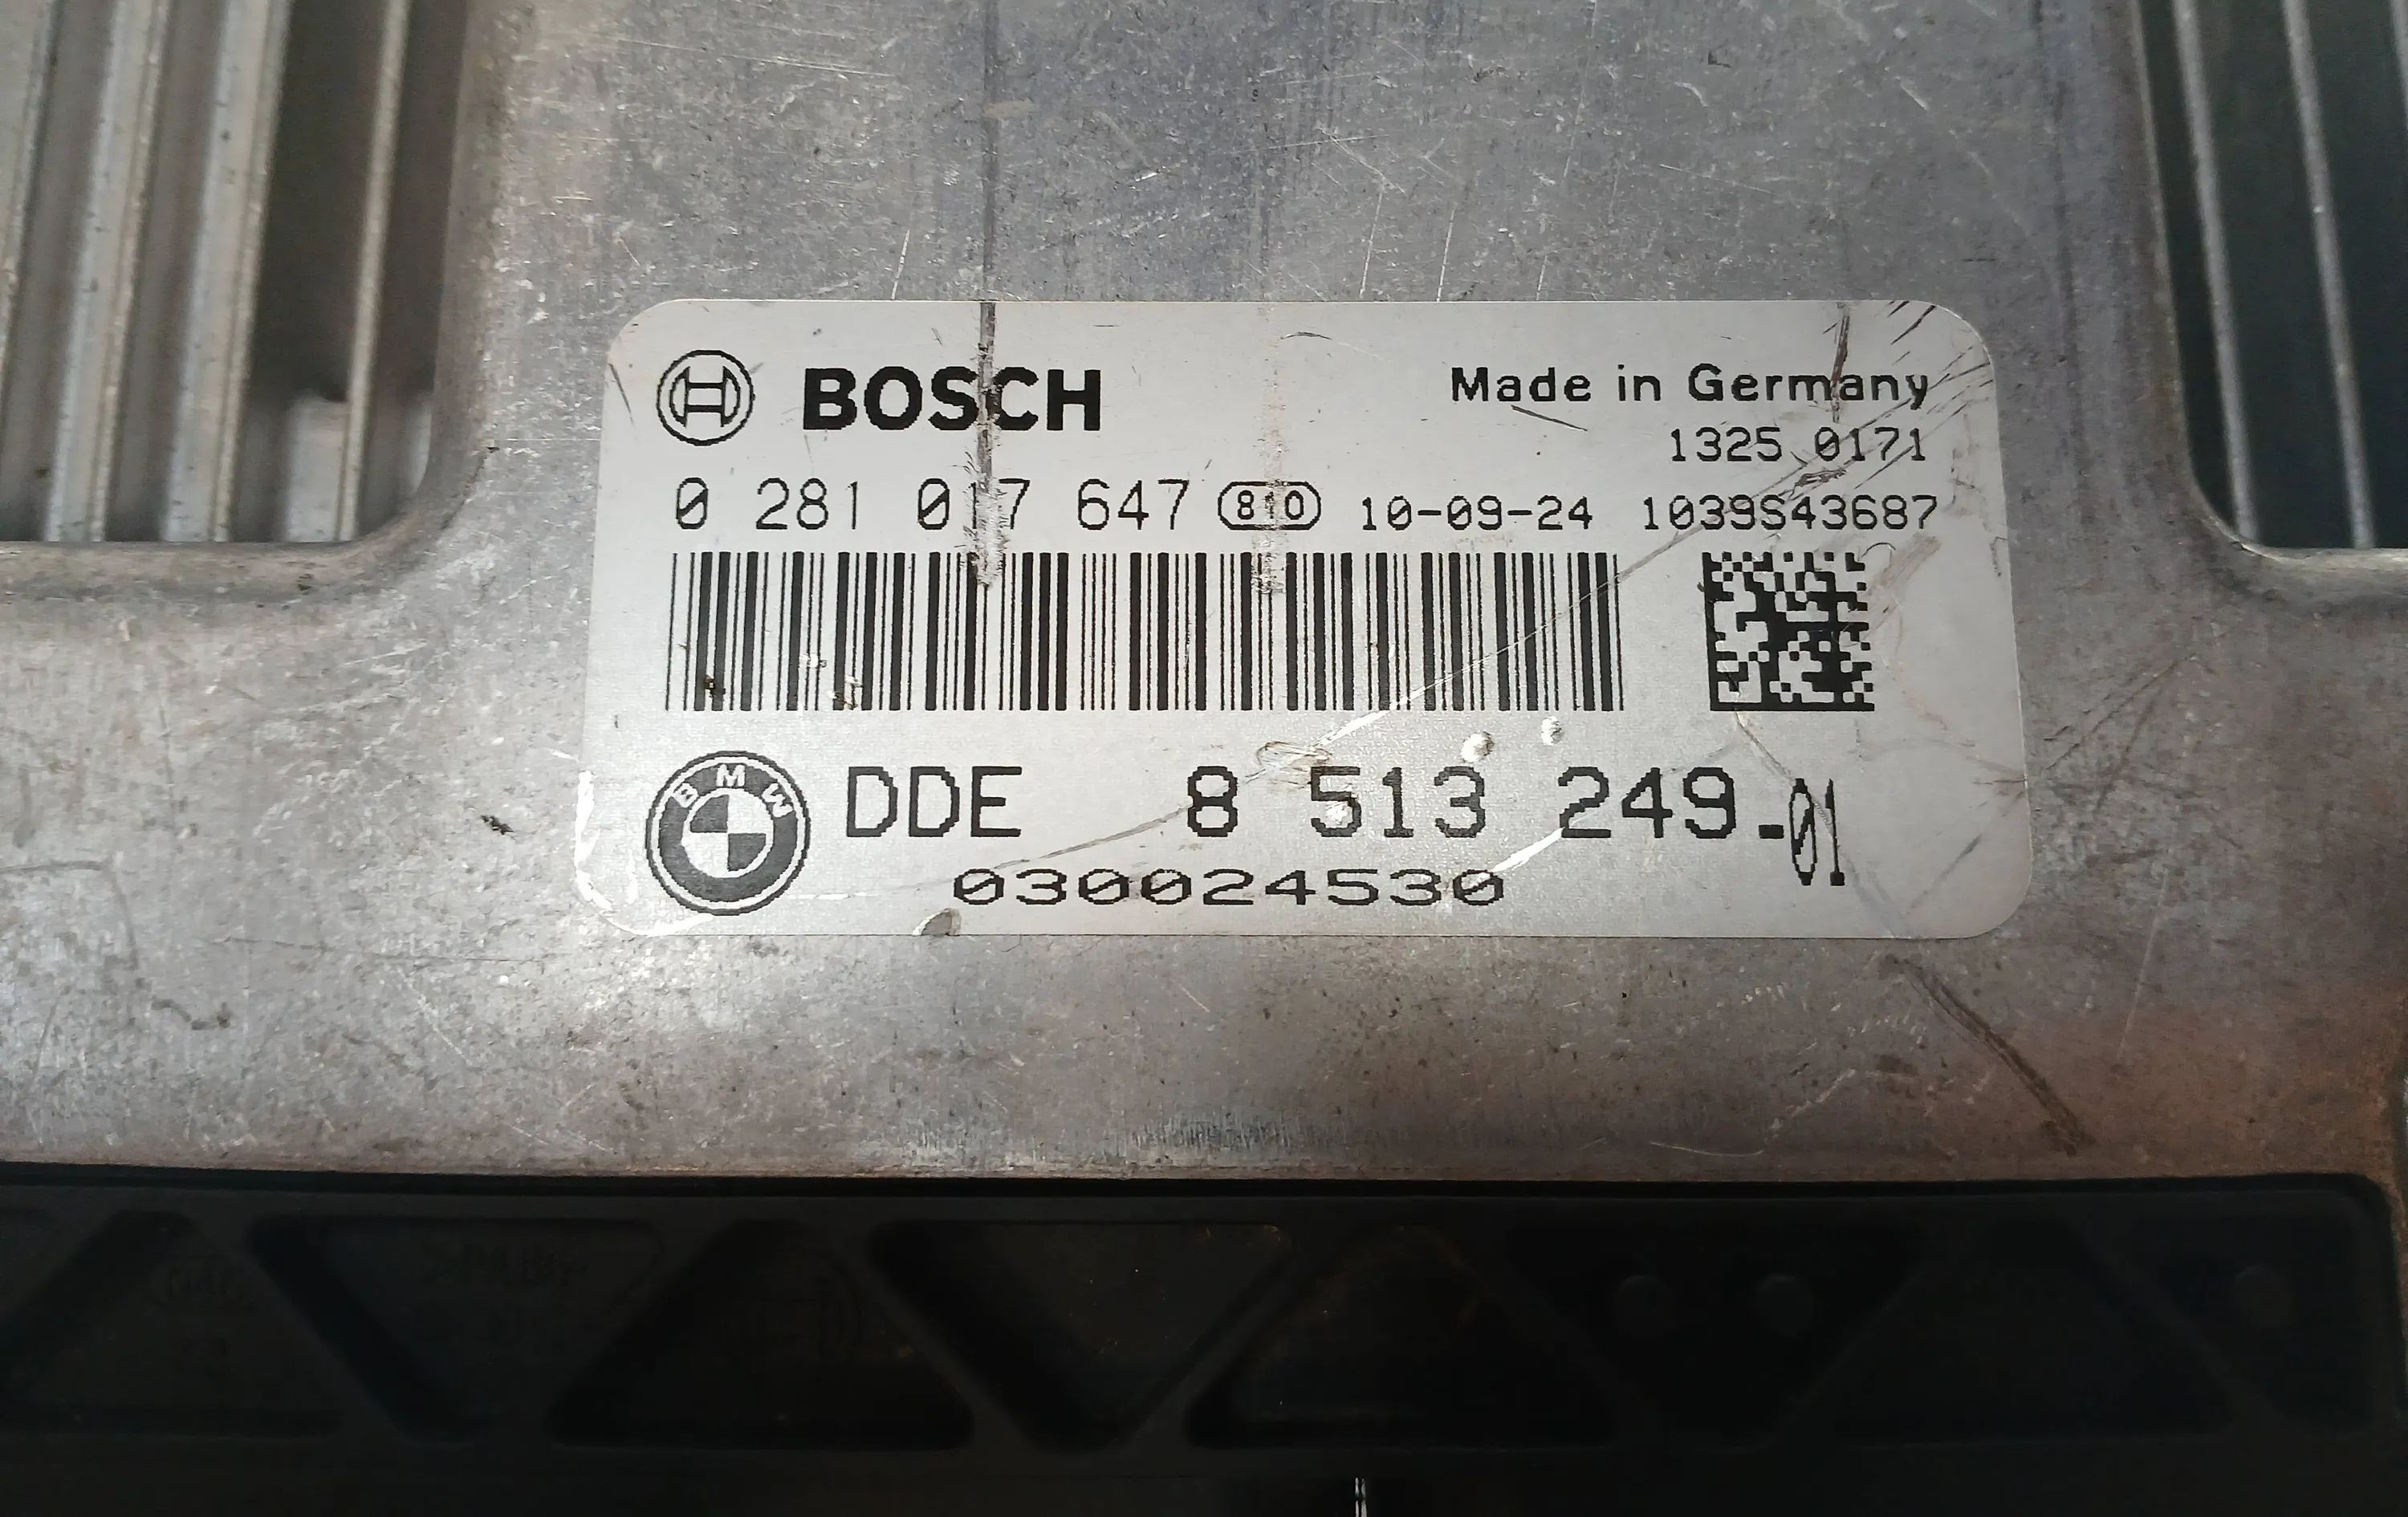 BOSCH
Made in Germany
1325 0171
0 281 017 647 810 10-09-24 1039S43687
BMW
DDE 8 513 249-01
030024530